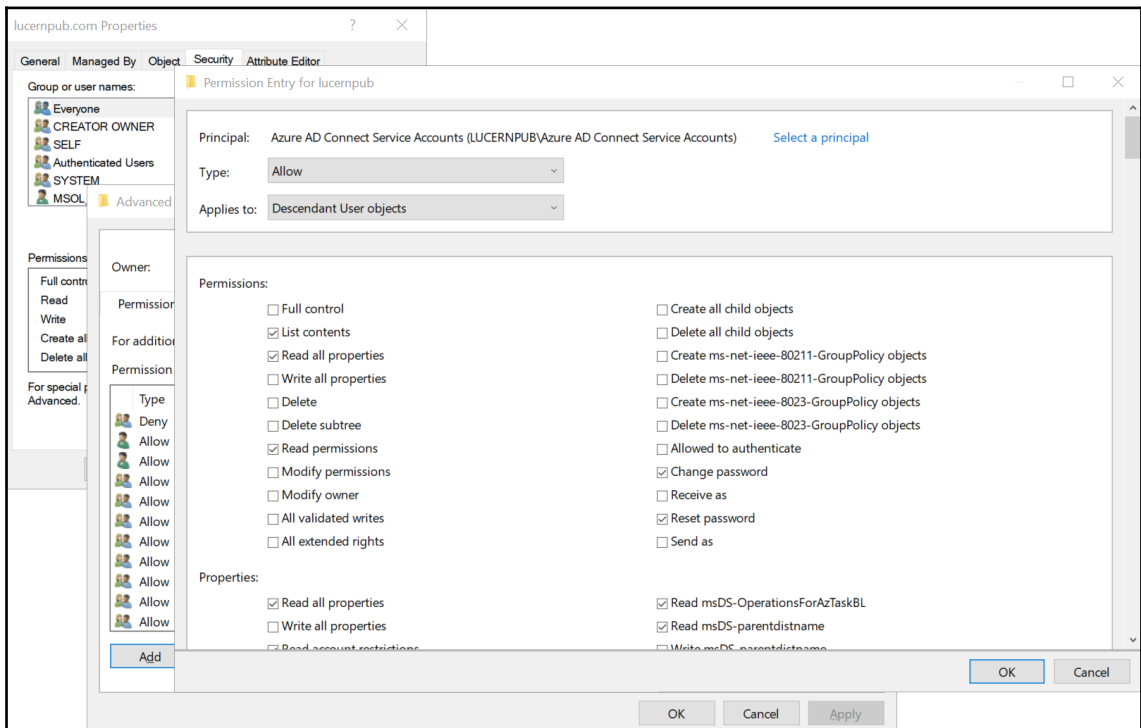 lucernpub.com Properties ?
General Managed By Object Security Attribute Editor
Group or user names:
Everyone
CREATOR OWNER
SELF
Authenticated Users
SYSTEM
MSOL
Permissions
Full contr
Read
Write
Create al
Delete all
For special p
Advanced.
Advanced
Owner:
Permission
For addition
Permission
Type
Deny
Allow
Allow
Allow
Allow
Allow
Allow
Allow
Allow
Allow
Allow
Add
OK Cancel Apply
Permission Entry for lucernpub
Principal: Azure AD Connect Service Accounts (LUCERNPUB\Azure AD Connect Service Accounts) Select a principal
Type: Allow
Applies to: Descendant User objects
Permissions:
Full control Create all child objects
List contents Delete all child objects
Read all properties Create ms-net-ieee-80211-GroupPolicy objects
Write all properties Delete ms-net-ieee-80211-GroupPolicy objects
Delete Create ms-net-ieee-8023-GroupPolicy objects
Delete subtree Delete ms-net-ieee-8023-GroupPolicy objects
Read permissions Allowed to authenticate
Modify permissions Change password
Modify owner Receive as
All validated writes Reset password
All extended rights Send as
Properties:
Read all properties Read msDS-OperationsForAzTaskBL
Write all properties Read msDS-parentdistname
Read account restrictions Write msDS-parentdistname
OK Cancel